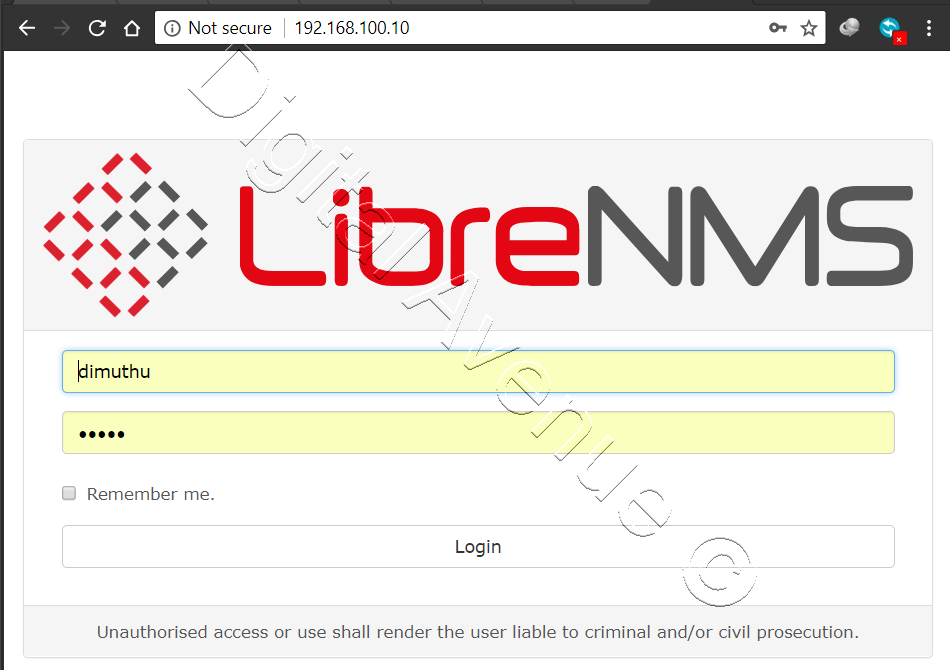 Not secure 192.168.100.10
LibreNMS
dimuthu
•••••
Remember me.
Login
Unauthorised access or use shall render the user liable to criminal and/or civil prosecution.
Digital Avenue ©